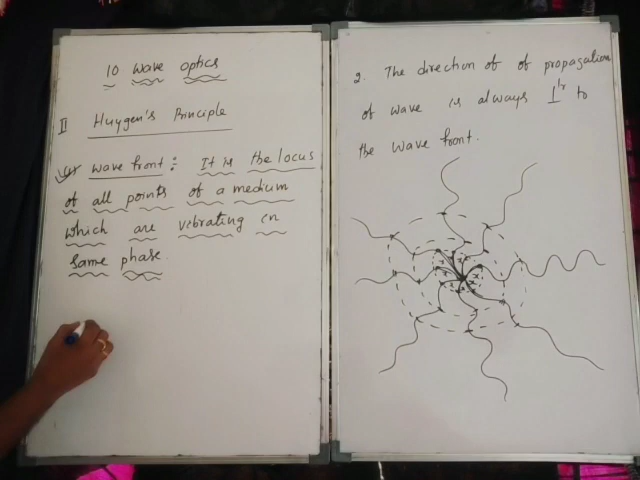 10 wave optics
II Huygen's Principle
wave front : It is the locus
of all points of a medium
which are vibrating in
same phase.
2. The direction of of propagation
of wave is always ⊥r to
the wave front.